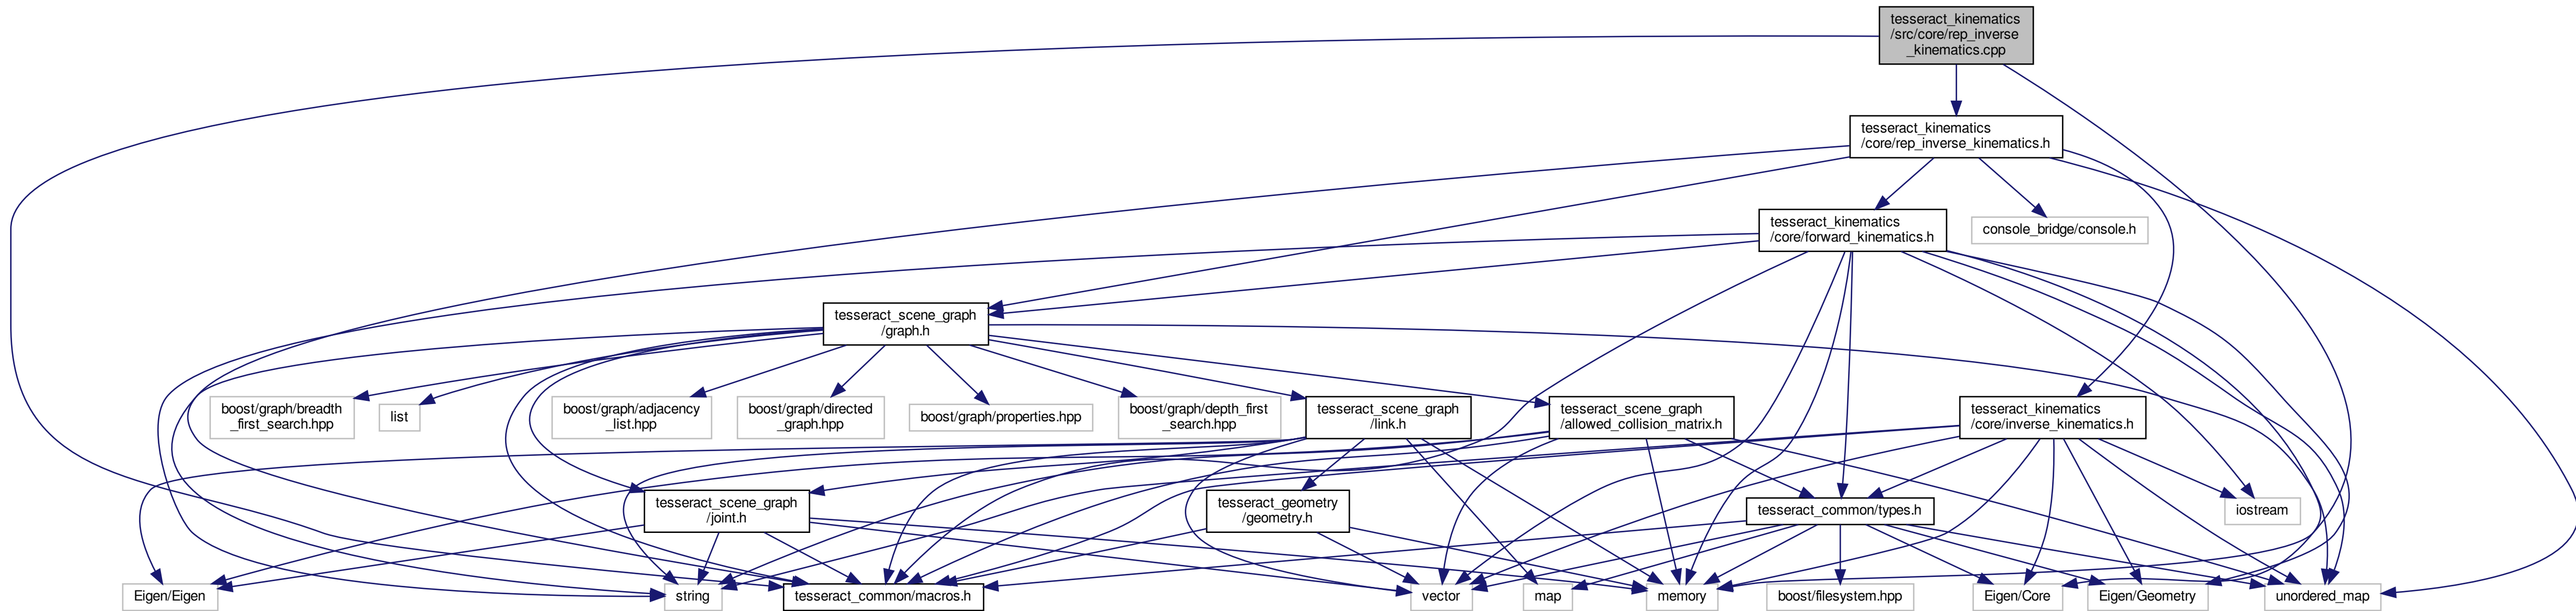 tesseract_kinematics
/src/core/rep_inverse
_kinematics.cpp
tesseract_kinematics
/core/rep_inverse_kinematics.h
tesseract_kinematics
/core/forward_kinematics.h
console_bridge/console.h
tesseract_scene_graph
/graph.h
boost/graph/breadth
_first_search.hpp
list
boost/graph/adjacency
_list.hpp
boost/graph/directed
_graph.hpp
boost/graph/properties.hpp
boost/graph/depth_first
_search.hpp
tesseract_scene_graph
/link.h
tesseract_scene_graph
/allowed_collision_matrix.h
tesseract_kinematics
/core/inverse_kinematics.h
tesseract_scene_graph
/joint.h
tesseract_geometry
/geometry.h
tesseract_common/types.h
iostream
Eigen/Eigen
string
tesseract_common/macros.h
vector
map
memory
boost/filesystem.hpp
Eigen/Core
Eigen/Geometry
unordered_map